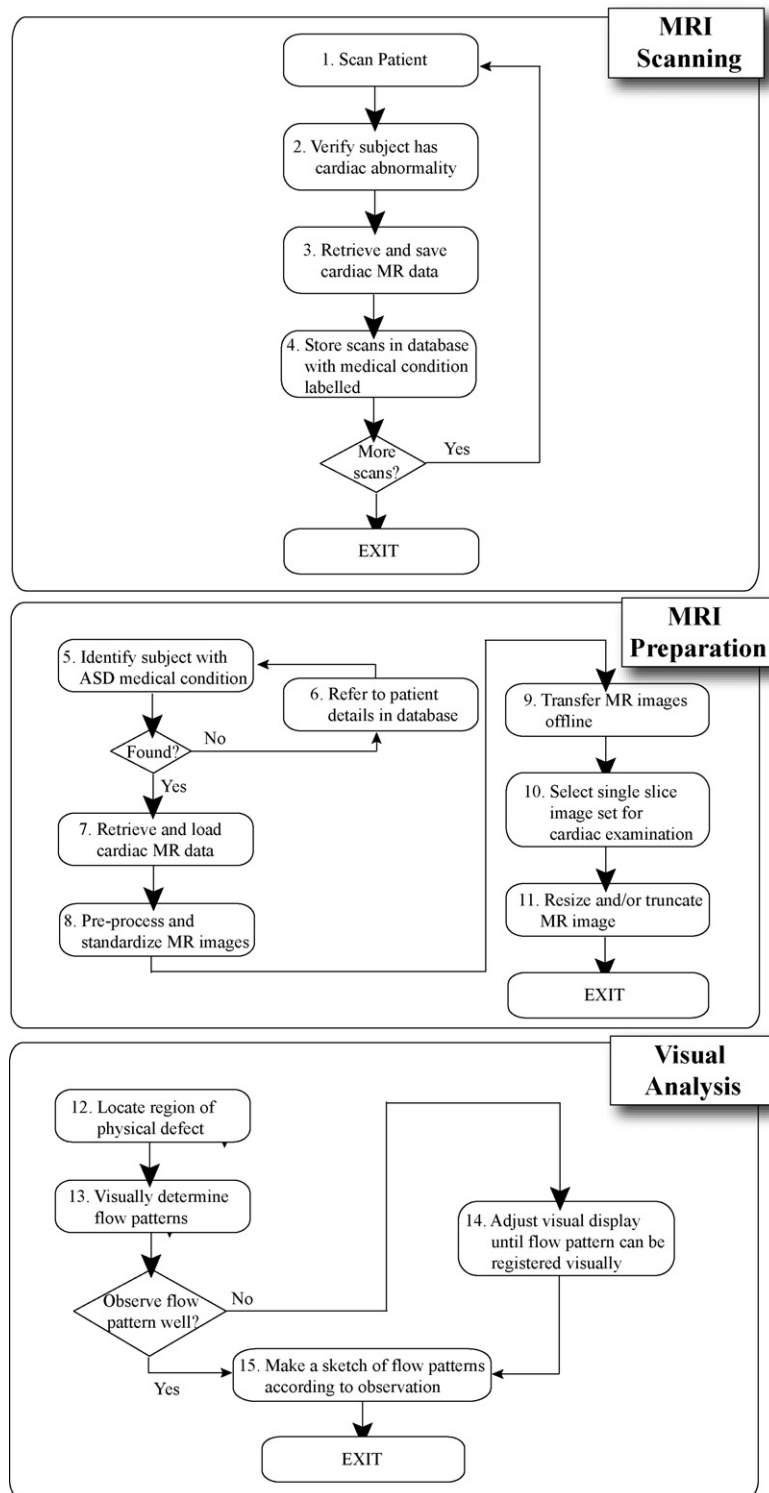 MRI
Scanning
1. Scan Patient
2. Verify subject has
cardiac abnormality
3. Retrieve and save
cardiac MR data
4. Store scans in database
with medical condition
labelled
More
scans?
Yes
EXIT
MRI
Preparation
5. Identify subject with
ASD medical condition
6. Refer to patient
details in database
Found?
No
Yes
7. Retrieve and load
cardiac MR data
8. Pre-process and
standardize MR images
9. Transfer MR images
offline
10. Select single slice
image set for
cardiac examination
11. Resize and/or truncate
MR image
EXIT
Visual
Analysis
12. Locate region of
physical defect
13. Visually determine
flow patterns
Observe flow
pattern well?
No
Yes
14. Adjust visual display
until flow pattern can be
registered visually
15. Make a sketch of flow patterns
according to observation
EXIT